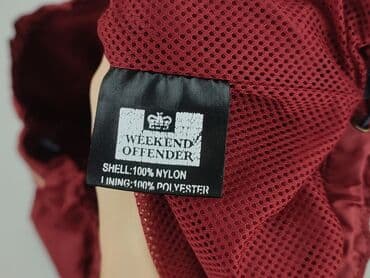 WEEKEND
OFFENDER
SHELL:100% NYLON
LINING:100% POLYESTER